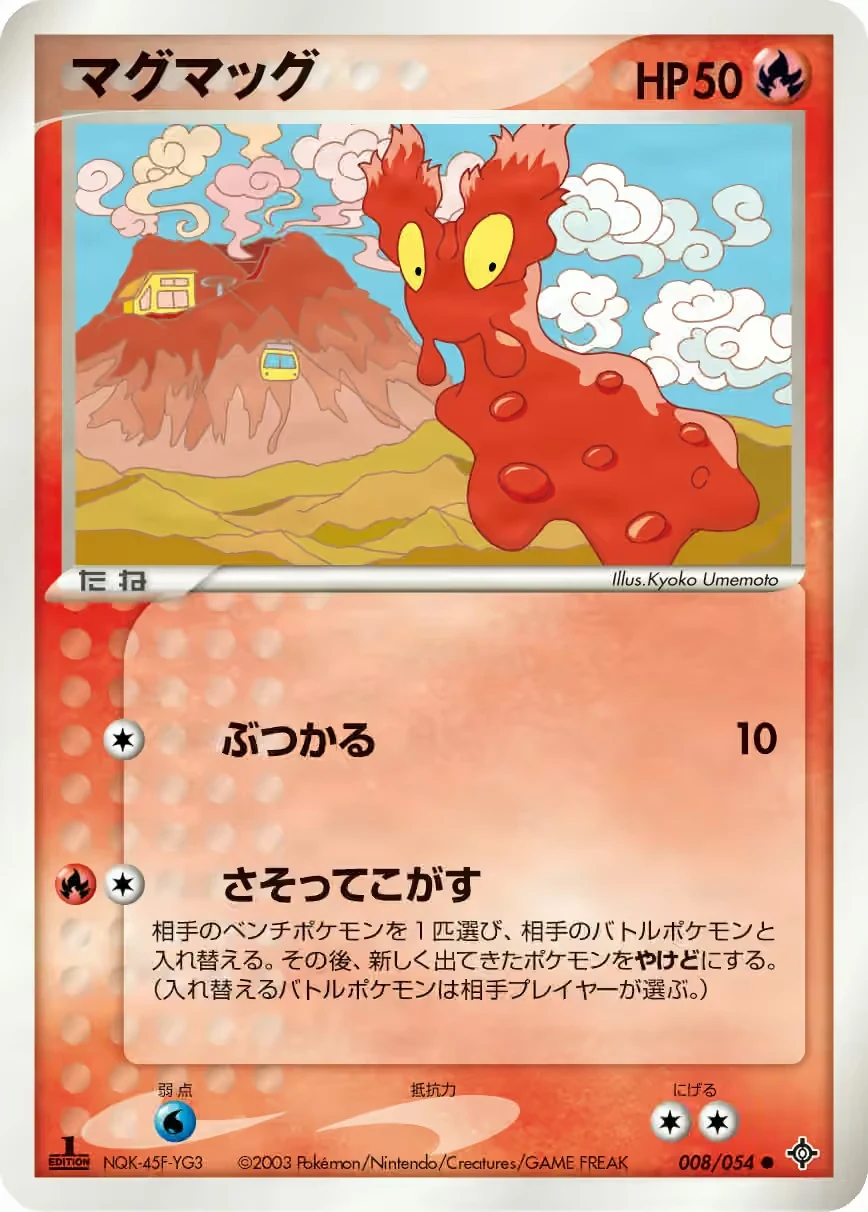 マグマッグ
HP50
たね
Illus.Kyoko Umemoto
ぶつかる 10
さそってこがす
相手のベンチポケモンを1匹選び、相手のバトルポケモンと
入れ替える。その後、新しく出てきたポケモンをやけどにする。
（入れ替えるバトルポケモンは相手プレイヤーが選ぶ。）
弱点 抵抗力 にげる
1 EDITION NQK-45F-YG3 ©2003 Pokémon/Nintendo/Creatures/GAME FREAK 008/054